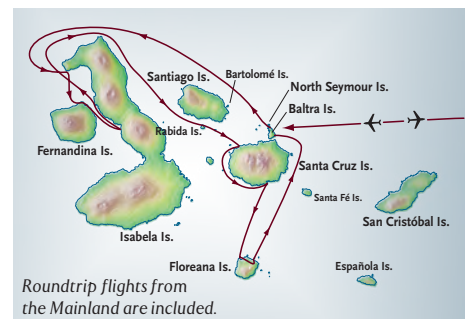 Santiago Is.
Bartolomé Is.
North Seymour Is.
Baltra Is.
Rabida Is.
Fernandina Is.
Santa Cruz Is.
Santa Fé Is.
San Cristóbal Is.
Isabela Is.
Floreana Is.
Española Is.
Roundtrip flights from
the Mainland are included.